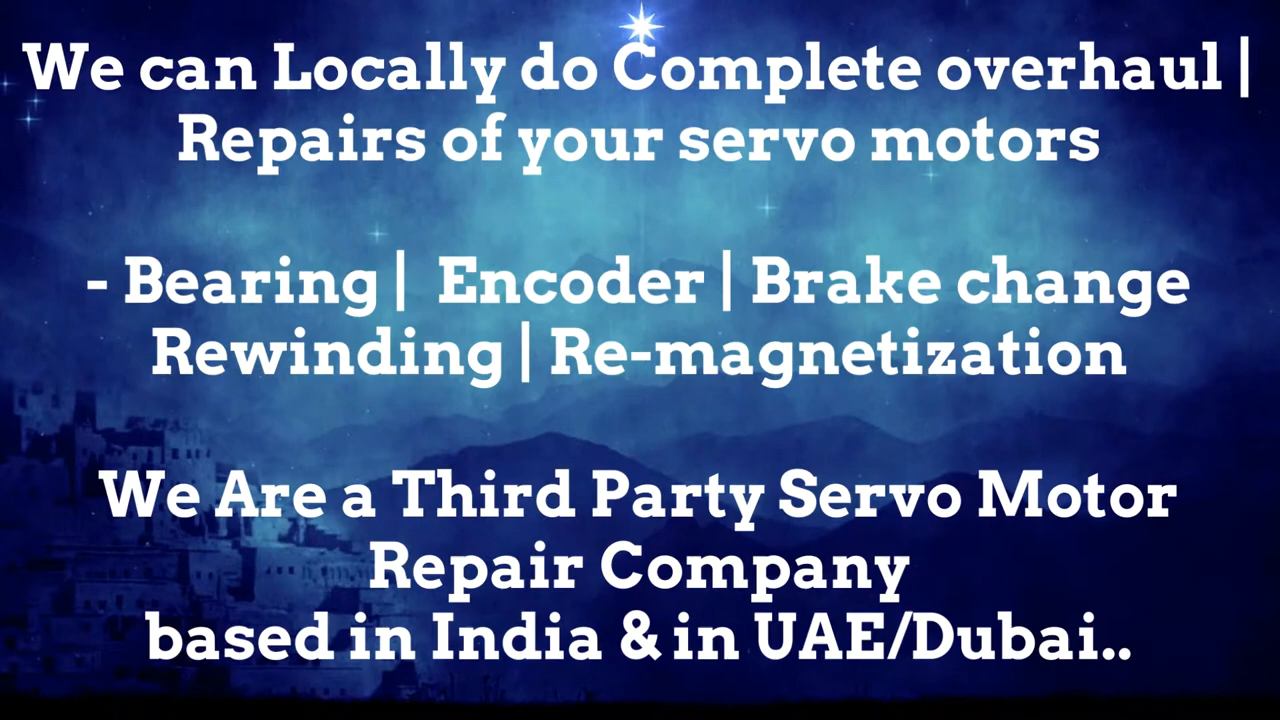 We can Locally do Complete overhaul |
Repairs of your servo motors
- Bearing | Encoder | Brake change
Rewinding | Re-magnetization
We Are a Third Party Servo Motor
Repair Company
based in India & in UAE/Dubai..